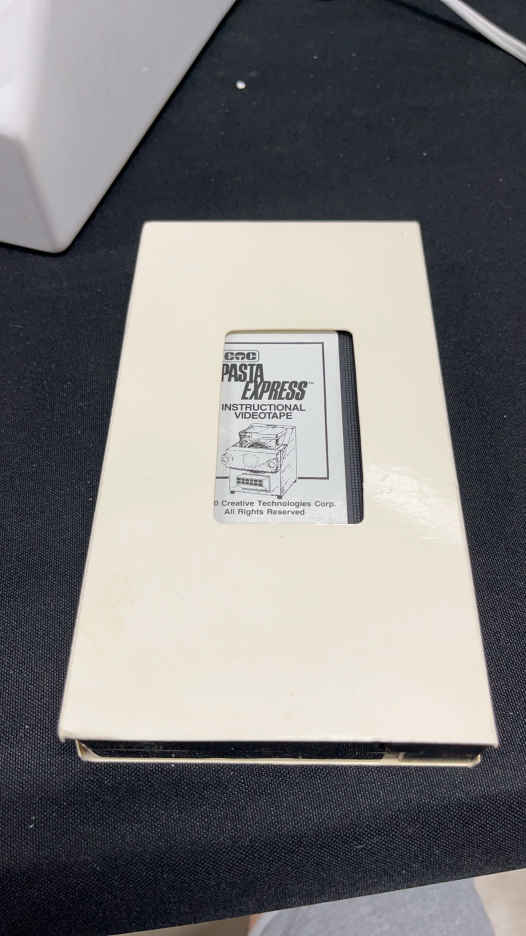 CTC
PASTA
EXPRESS™
INSTRUCTIONAL
VIDEOTAPE
© Creative Technologies Corp.
All Rights Reserved